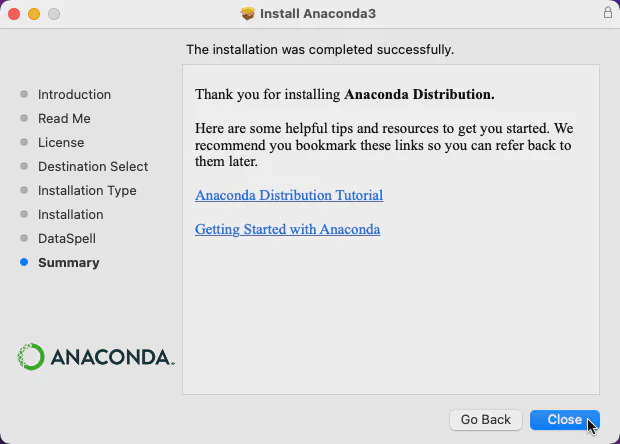 Install Anaconda3
The installation was completed successfully.
Introduction
Read Me
License
Destination Select
Installation Type
Installation
DataSpell
Summary
ANACONDA.
Thank you for installing Anaconda Distribution.
Here are some helpful tips and resources to get you started. We
recommend you bookmark these links so you can refer back to
them later.
Anaconda Distribution Tutorial
Getting Started with Anaconda
Go Back
Close